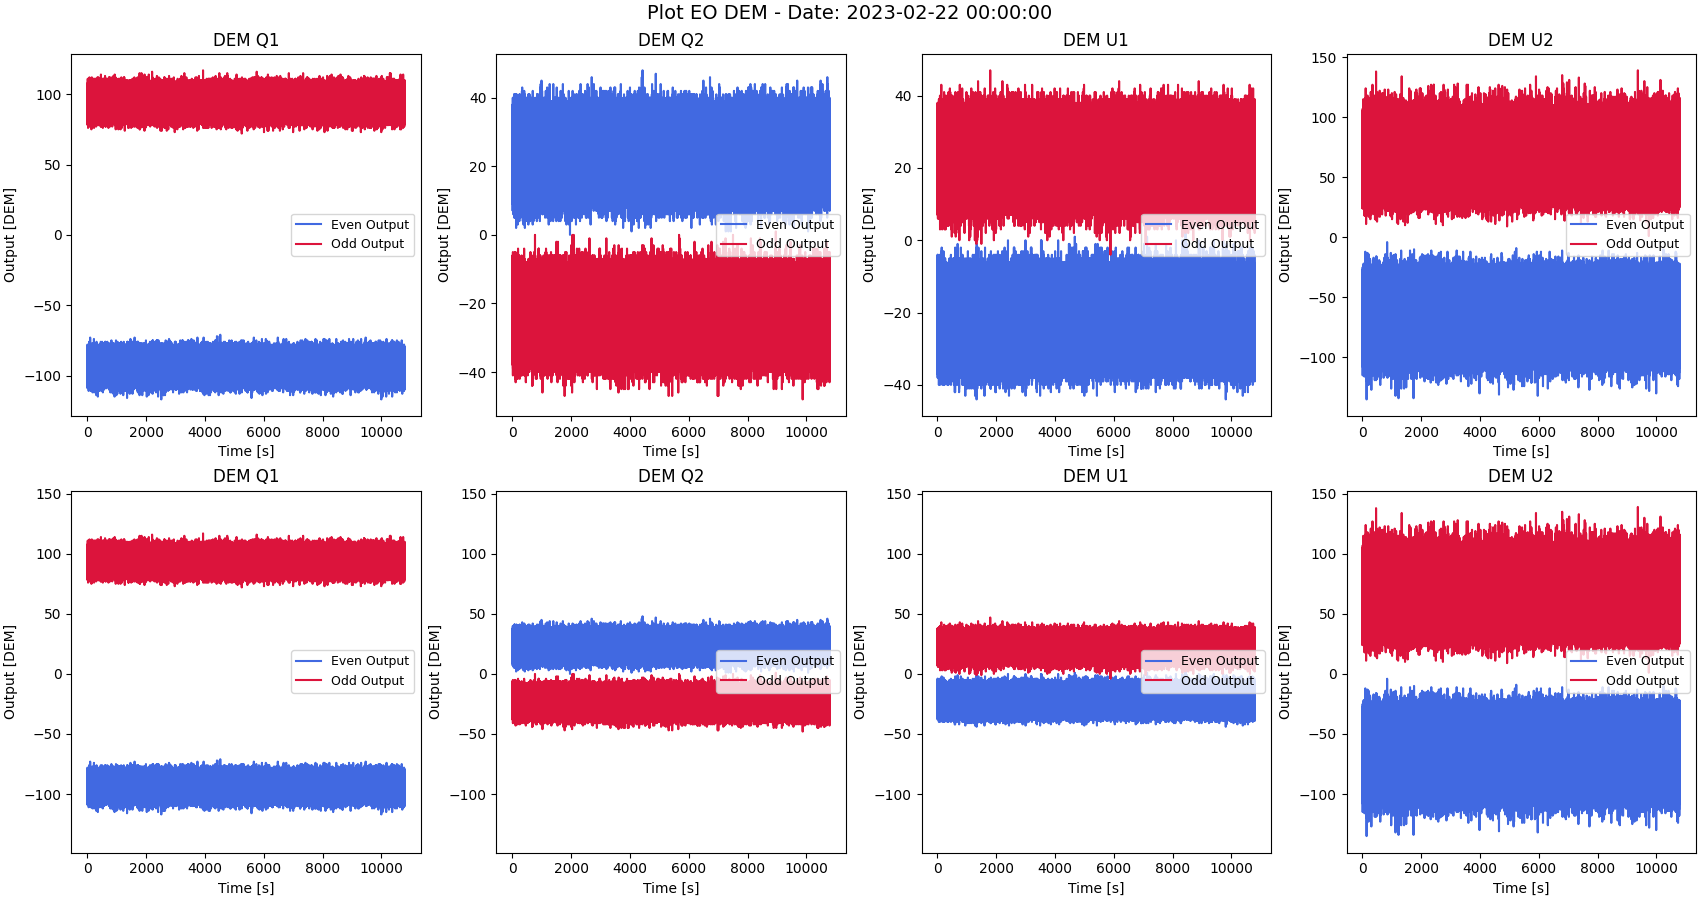 Plot EO DEM - Date: 2023-02-22 00:00:00
DEM Q1
100
50
0
−50
−100
Output [DEM]
Even Output
Odd Output
0 2000 4000 6000 8000 10000
Time [s]
DEM Q2
40
20
0
−20
−40
Output [DEM]
Even Output
Odd Output
0 2000 4000 6000 8000 10000
Time [s]
DEM U1
40
20
0
−20
−40
Output [DEM]
Even Output
Odd Output
0 2000 4000 6000 8000 10000
Time [s]
DEM U2
150
100
50
0
−50
−100
Output [DEM]
Even Output
Odd Output
0 2000 4000 6000 8000 10000
Time [s]
DEM Q1
150
100
50
0
−50
−100
Output [DEM]
Even Output
Odd Output
0 2000 4000 6000 8000 10000
Time [s]
DEM Q2
150
100
50
0
−50
−100
Output [DEM]
Even Output
Odd Output
0 2000 4000 6000 8000 10000
Time [s]
DEM U1
150
100
50
0
−50
−100
Output [DEM]
Even Output
Odd Output
0 2000 4000 6000 8000 10000
Time [s]
DEM U2
150
100
50
0
−50
−100
Output [DEM]
Even Output
Odd Output
0 2000 4000 6000 8000 10000
Time [s]